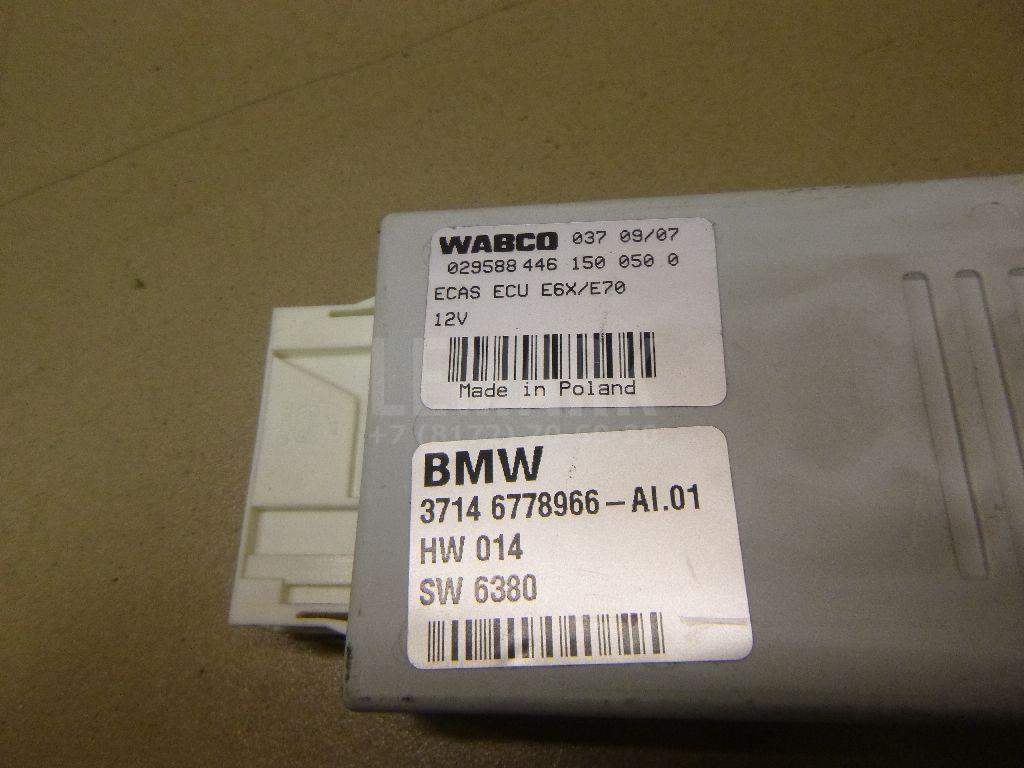 WABCO 037 09/07
029588 446 150 050 0
ECAS ECU E6X/E70
12V
Made in Poland
BMW
3714 6778966-AI.01
HW 014
SW 6380